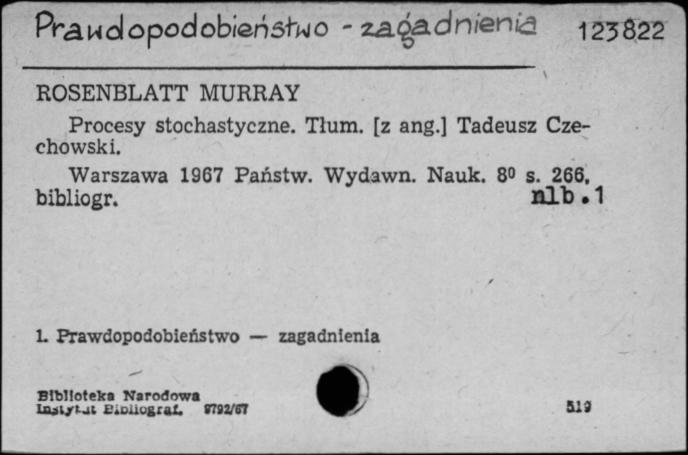 Prawdopodobieństwo - zagadnienia 123822
ROSENBLATT MURRAY
Procesy stochastyczne. Tłum. [z ang.] Tadeusz Cze-
chowski.
Warszawa 1967 Państw. Wydawn. Nauk. 8⁰ s. 266,
bibliogr. nlb.1
1. Prawdopodobieństwo — zagadnienia
Biblioteka Narodowa
Instytut Bibliograf. 9792/67 519